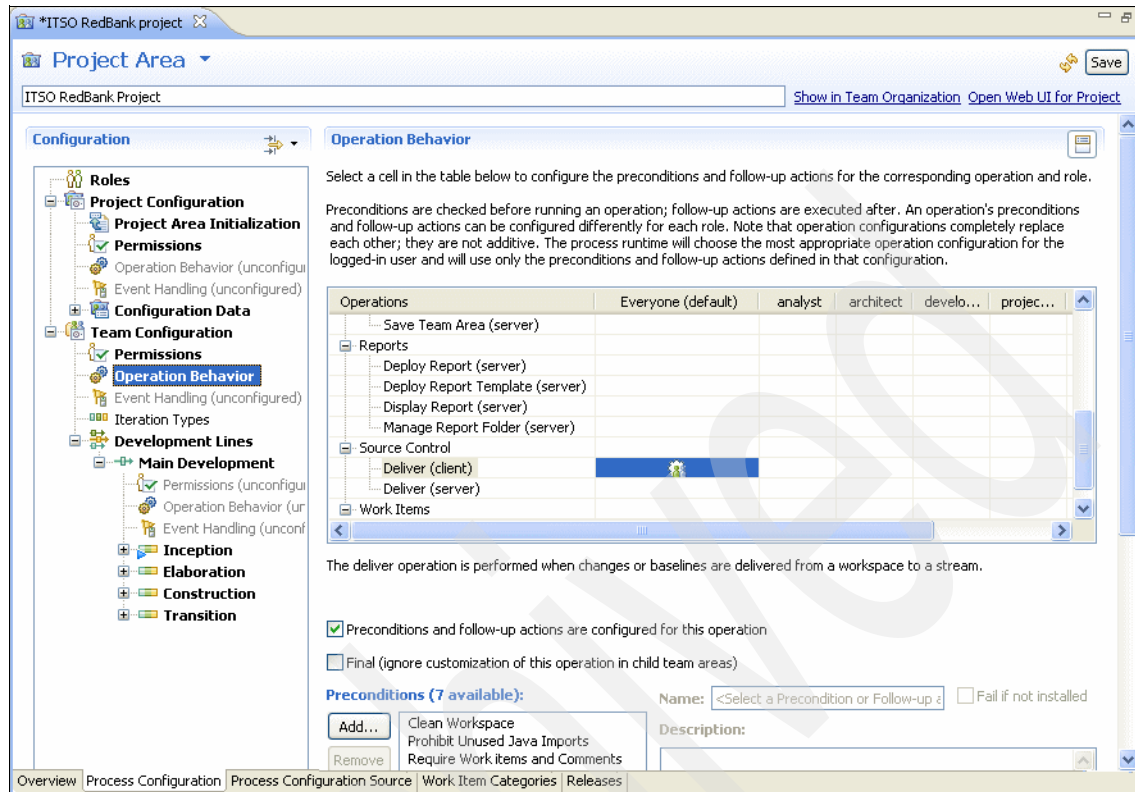 *ITSO RedBank project
Project Area
Save
ITSO RedBank Project
Show in Team Organization
Open Web UI for Project
Configuration
Roles
Project Configuration
Project Area Initialization
Permissions
Operation Behavior (unconfigu
Event Handling (unconfigured)
Configuration Data
Team Configuration
Permissions
Operation Behavior
Event Handling (unconfigured)
Iteration Types
Development Lines
Main Development
Permissions (unconfigu
Operation Behavior (un
Event Handling (unconf
Inception
Elaboration
Construction
Transition
Operation Behavior
Select a cell in the table below to configure the preconditions and follow-up actions for the corresponding operation and role.
Preconditions are checked before running an operation; follow-up actions are executed after. An operation's preconditions
and follow-up actions can be configured differently for each role. Note that operation configurations completely replace
each other; they are not additive. The process runtime will choose the most appropriate operation configuration for the
logged-in user and will use only the preconditions and follow-up actions defined in that configuration.
Operations Everyone (default) analyst architect develo... projec...
Save Team Area (server)
Reports
Deploy Report (server)
Deploy Report Template (server)
Display Report (server)
Manage Report Folder (server)
Source Control
Deliver (client)
Deliver (server)
Work Items
The deliver operation is performed when changes or baselines are delivered from a workspace to a stream.
Preconditions and follow-up actions are configured for this operation
Final (ignore customization of this operation in child team areas)
Preconditions (7 available):
Add...
Remove
Clean Workspace
Prohibit Unused Java Imports
Require Work items and Comments
Name: <Select a Precondition or Follow-up a
Fail if not installed
Description:
Overview Process Configuration Process Configuration Source Work Item Categories Releases